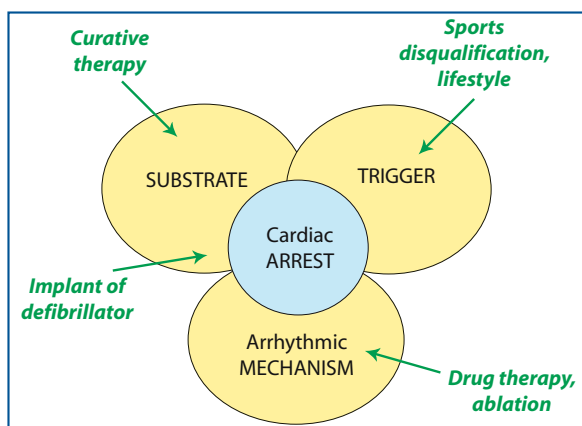 Curative
therapy
Sports
disqualification,
lifestyle
SUBSTRATE
TRIGGER
Cardiac
ARREST
Implant of
defibrillator
Arrhythmic
MECHANISM
Drug therapy,
ablation